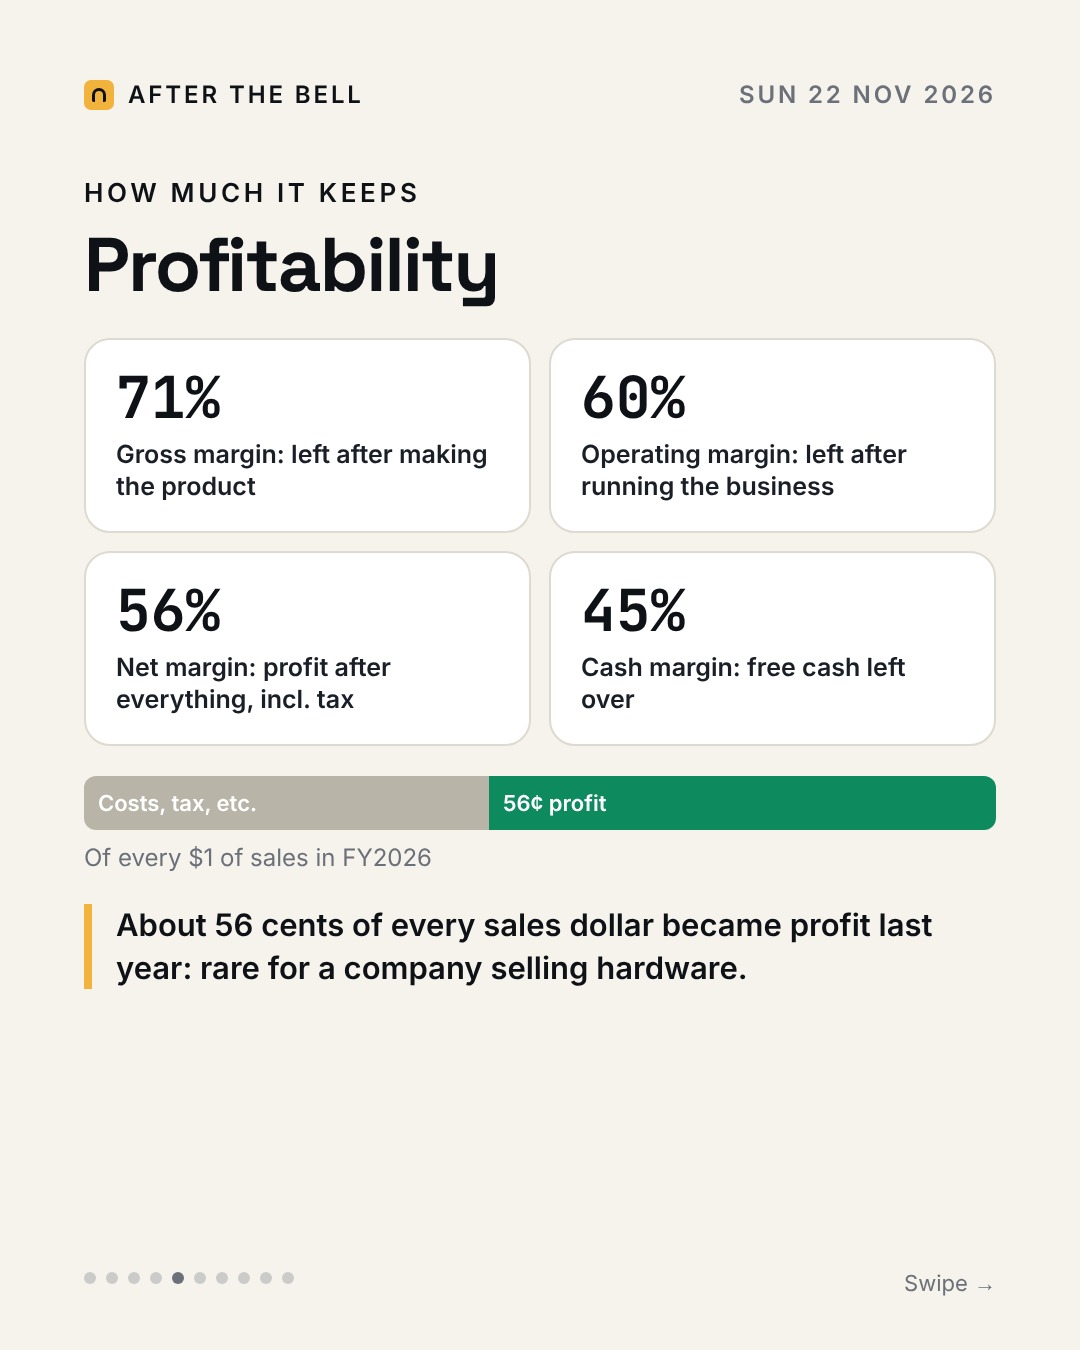 AFTER THE BELL
SUN 22 NOV 2026
HOW MUCH IT KEEPS
Profitability
71%
Gross margin: left after making
the product
60%
Operating margin: left after
running the business
56%
Net margin: profit after
everything, incl. tax
45%
Cash margin: free cash left
over
Costs, tax, etc.
56¢ profit
Of every $1 of sales in FY2026
About 56 cents of every sales dollar became profit last
year: rare for a company selling hardware.
Swipe →